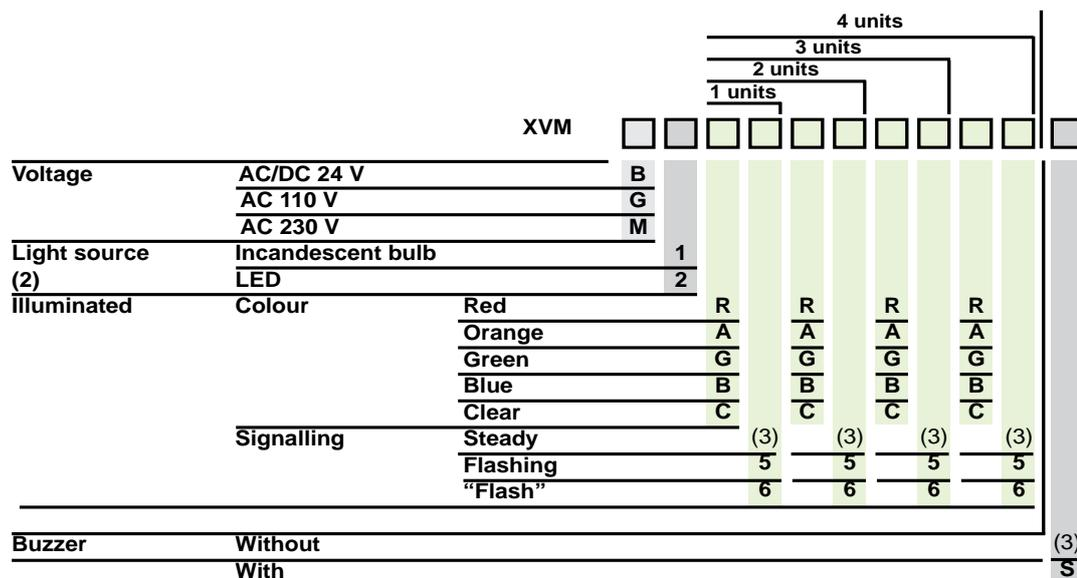 4 units
3 units
2 units
1 units
XVM
Voltage AC/DC 24 V B
AC 110 V G
AC 230 V M
Light source Incandescent bulb 1
(2) LED 2
Illuminated Colour Red R R R R
Orange A A A A
Green G G G G
Blue B B B B
Clear C C C C
Signalling Steady (3) (3) (3) (3)
Flashing 5 5 5 5
“Flash” 6 6 6 6
Buzzer Without (3)
With S